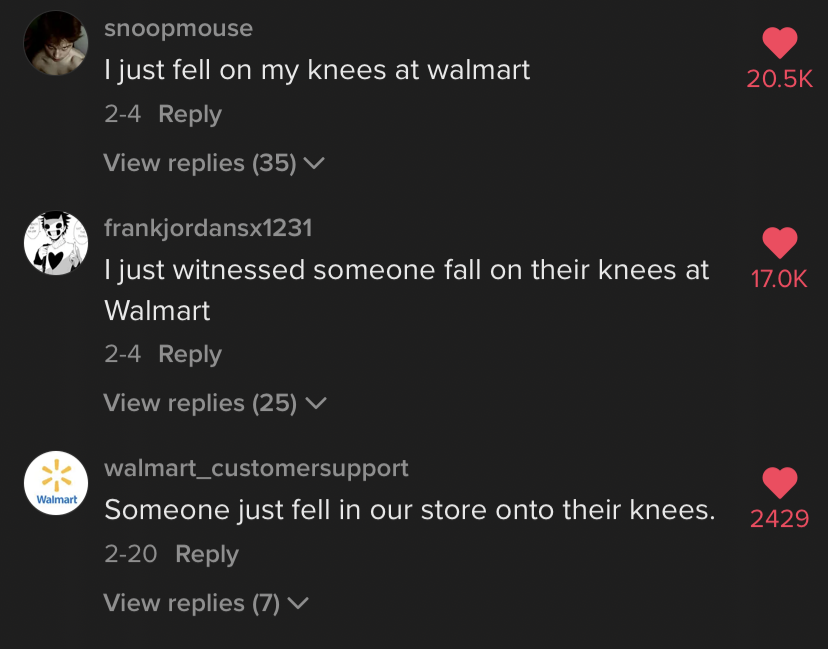 snoopmouse
I just fell on my knees at walmart
20.5K
2-4 Reply
View replies (35)
frankjordansx1231
I just witnessed someone fall on their knees at
Walmart
17.0K
2-4 Reply
View replies (25)
walmart_customersupport
Walmart
Someone just fell in our store onto their knees.
2429
2-20 Reply
View replies (7)